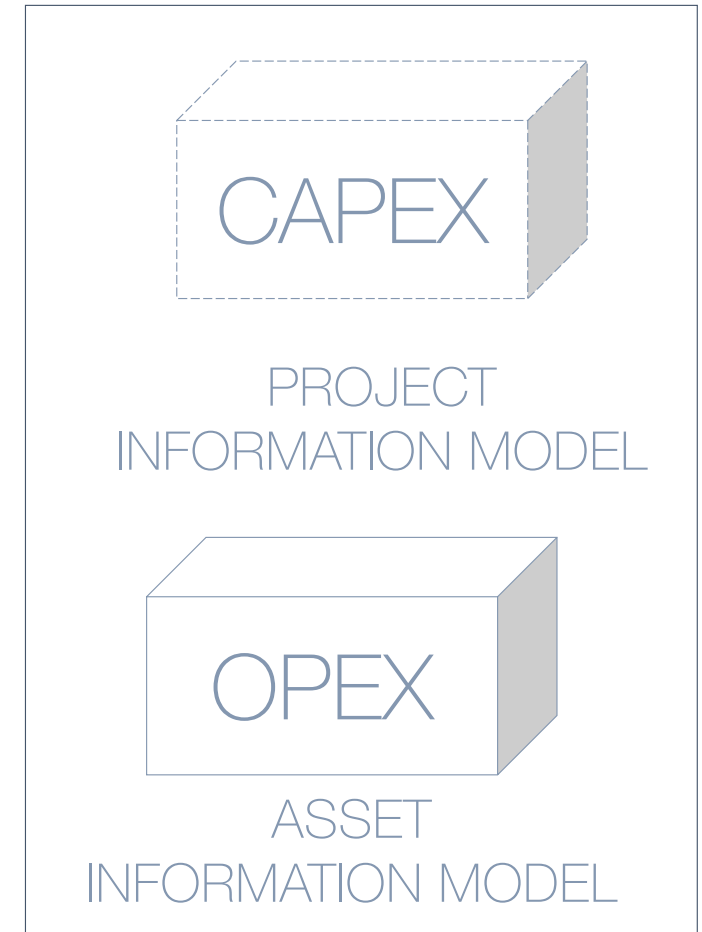 CAPEX
PROJECT
INFORMATION MODEL
OPEX
ASSET
INFORMATION MODEL